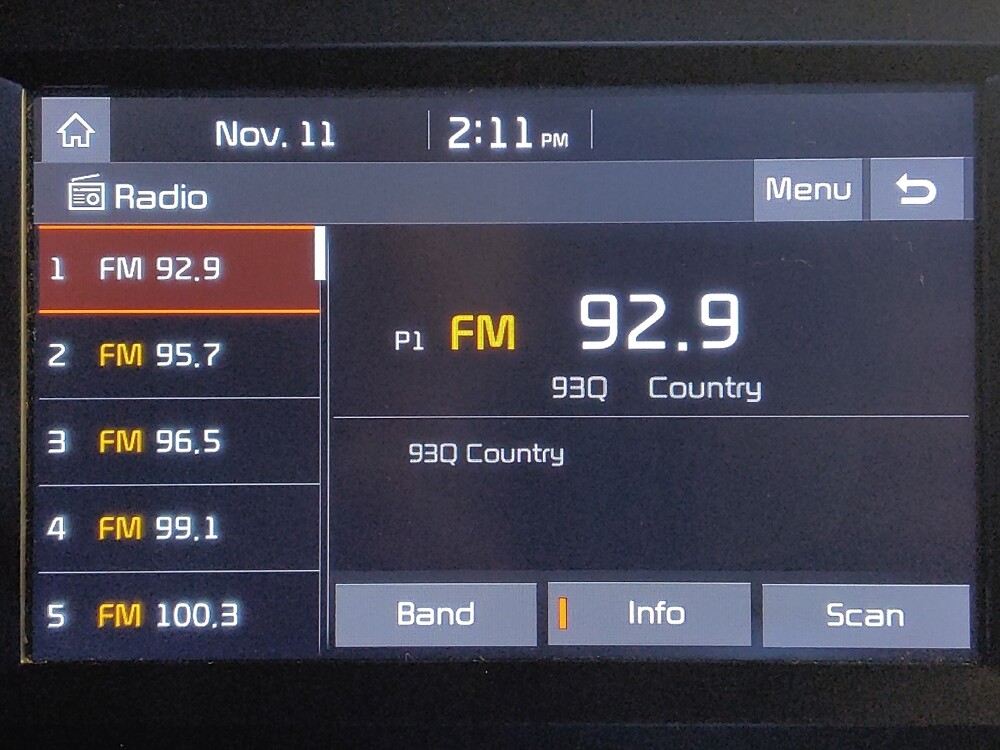 Nov. 11 2:11 PM
Radio Menu
1 FM 92.9
2 FM 95.7
3 FM 96.5
4 FM 99.1
5 FM 100.3
P1 FM 92.9
93Q Country
93Q Country
Band Info Scan